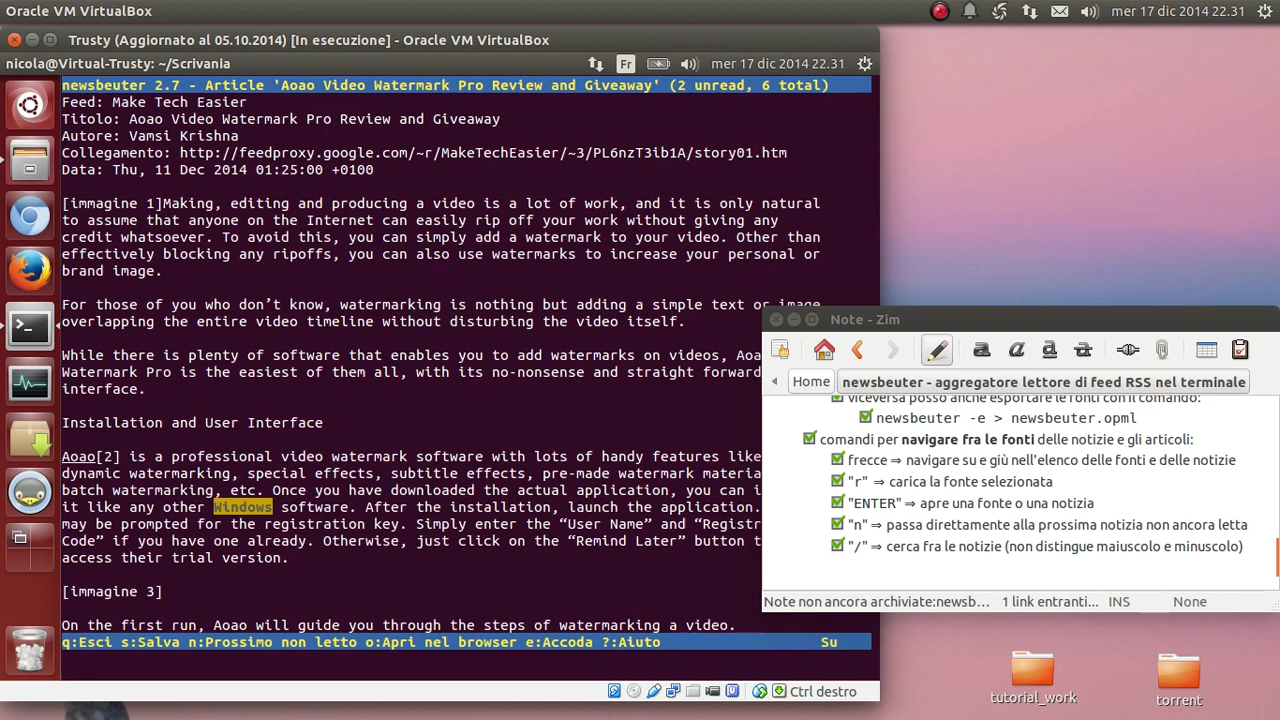 Oracle VM VirtualBox
mer 17 dic 2014 22.31
Trusty (Aggiornato al 05.10.2014) [In esecuzione] - Oracle VM VirtualBox
nicola@Virtual-Trusty: ~/Scrivania
Fr
mer 17 dic 2014 22.31
newsbeuter 2.7 - Article 'Aoao Video Watermark Pro Review and Giveaway' (2 unread, 6 total)
Feed: Make Tech Easier
Titolo: Aoao Video Watermark Pro Review and Giveaway
Autore: Vamsi Krishna
Collegamento: http://feedproxy.google.com/~r/MakeTechEasier/~3/PL6nzT3ib1A/story01.htm
Data: Thu, 11 Dec 2014 01:25:00 +0100
[immagine 1]Making, editing and producing a video is a lot of work, and it is only natural
to assume that anyone on the Internet can easily rip off your work without giving any
credit whatsoever. To avoid this, you can simply add a watermark to your video. Other than
effectively blocking any ripoffs, you can also use watermarks to increase your personal or
brand image.
For those of you who don’t know, watermarking is nothing but adding a simple text or image
overlapping the entire video timeline without disturbing the video itself.
While there is plenty of software that enables you to add watermarks on videos, Aoa
Watermark Pro is the easiest of them all, with its no-nonsense and straight forward
interface.
Installation and User Interface
Aoao[2] is a professional video watermark software with lots of handy features like
dynamic watermarking, special effects, subtitle effects, pre-made watermark materia
batch watermarking, etc. Once you have downloaded the actual application, you can i
it like any other Windows software. After the installation, launch the application.
may be prompted for the registration key. Simply enter the “User Name” and “Registr
Code” if you have one already. Otherwise, just click on the “Remind Later” button t
access their trial version.
[immagine 3]
On the first run, Aoao will guide you through the steps of watermarking a video.
q:Esci s:Salva n:Prossimo non letto o:Apri nel browser e:Accoda ?:Aiuto
Su
Ctrl destro
Note - Zim
Home
newsbeuter - aggregatore lettore di feed RSS nel terminale
viceversa posso anche esportare le fonti con il comando:
newsbeuter -e > newsbeuter.opml
comandi per navigare fra le fonti delle notizie e gli articoli:
frecce ⇒ navigare su e giù nell'elenco delle fonti e delle notizie
"r" ⇒ carica la fonte selezionata
"ENTER" ⇒ apre una fonte o una notizia
"n" ⇒ passa direttamente alla prossima notizia non ancora letta
"/" ⇒ cerca fra le notizie (non distingue maiuscolo e minuscolo)
Note non ancora archiviate:newsb...
1 link entranti...
INS
None
tutorial_work
torrent